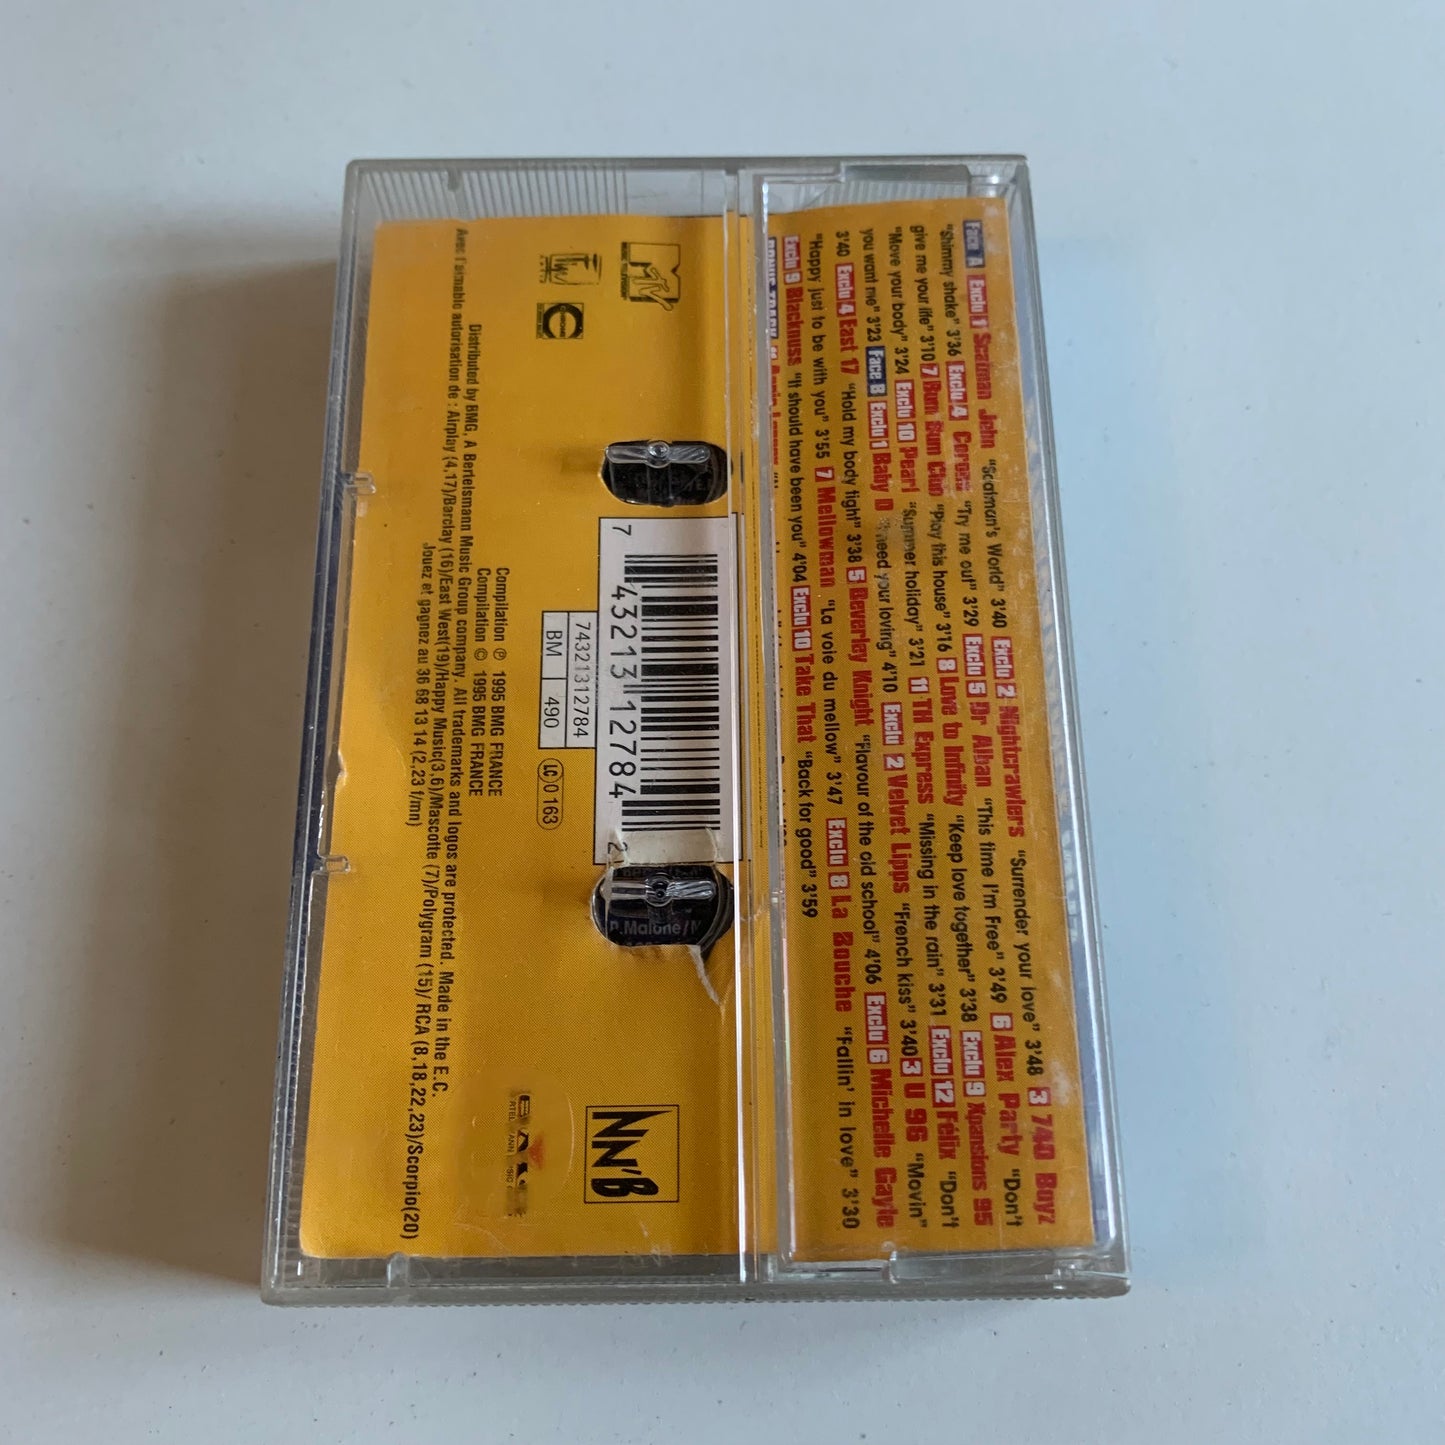 Face A Exclu 1 Scatman John "Scatman's World" 3'40 Exclu 2 Nightcrawlers "Surrender your love" 3'48 3 740 Boyz
"Shimmy shake" 3'36 Exclu 4 Corona "Try me out" 3'29 Exclu 5 Dr Alban "This time I'm Free" 3'49 6 Alex Party "Don't
give me your life" 3'10 7 Bum Bum Club "Play this house" 3'16 8 Love to Infinity "Keep love together" 3'38 Exclu 9 Xpansions 95
"Move your body" 3'24 Exclu 10 Pearl "Summer holiday" 3'21 11 TH Express "Missing in the rain" 3'31 Exclu 12 Félix "Don't
you want me" 3'23 Face B Exclu 1 Baby D "I need your loving" 4'10 Exclu 2 Velvet Lipps "French kiss" 3'40 3 U 96 "Movin"
3'40 Exclu 4 East 17 "Hold my body tight" 3'38 5 Beverley Knight "Flavour of the old school" 4'06 Exclu 6 Michelle Gayle
"Happy just to be with you" 3'55 7 Mellowman "La voie du mellow" 3'47 Exclu 8 La Bouche "Fallin' in love" 3'30
Exclu 9 Blacknuss "It should have been you" 4'04 Exclu 10 Take That "Back for good" 3'59
BONUS TRACK
MTV
MUSIC TELEVISION
7 43213 12784 2
P.Malone/
NN'B
74321312784
BM 490
LC 0163
Compilation ℗ 1995 BMG FRANCE
Compilation © 1995 BMG FRANCE
Distributed by BMG. A Bertelsmann Music Group company. All trademarks and logos are protected. Made in the E.C.
Avec l'aimable autorisation de : Airplay (4,17)/Barclay (16)/East West(19)/Happy Music(3,6)/Mascotte (7)/Polygram (15)/ RCA (8,18,22,23)/Scorpio(20)
Jouez et gagnez au 36 68 13 14 (2,23 f/mn)